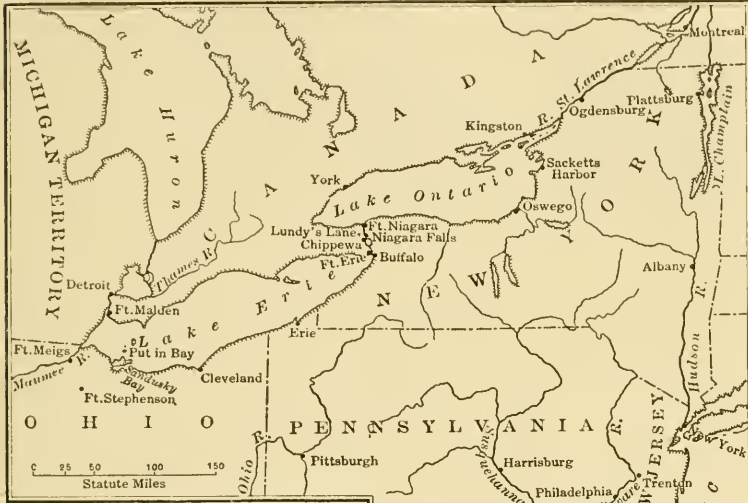 MICHIGAN TERRITORY
Lake Huron
CANADA
Montreal
R. St. Lawrence
Plattsburg
Ogdensburg
L. Champlain
Kingston
Sacketts
Harbor
York
Lake Ontario
Oswego
Ft. Niagara
Lundy's Lane
Niagara Falls
Chippewa
Ft. Erie
Buffalo
NEW YORK
Albany
Hudson R.
Thames R.
Detroit
Ft. Malden
Lake Erie
Erie
Ft. Meigs
Maumee R.
Put in Bay
Sandusky
Bay
Cleveland
Ft. Stephenson
OHIO
PENNSYLVANIA
R.
W JERSEY
New York
0 25 50 100 150
Statute Miles
Ohio R.
Pittsburgh
Susquehanna
Harrisburg
Philadelphia
Trenton
ware
C